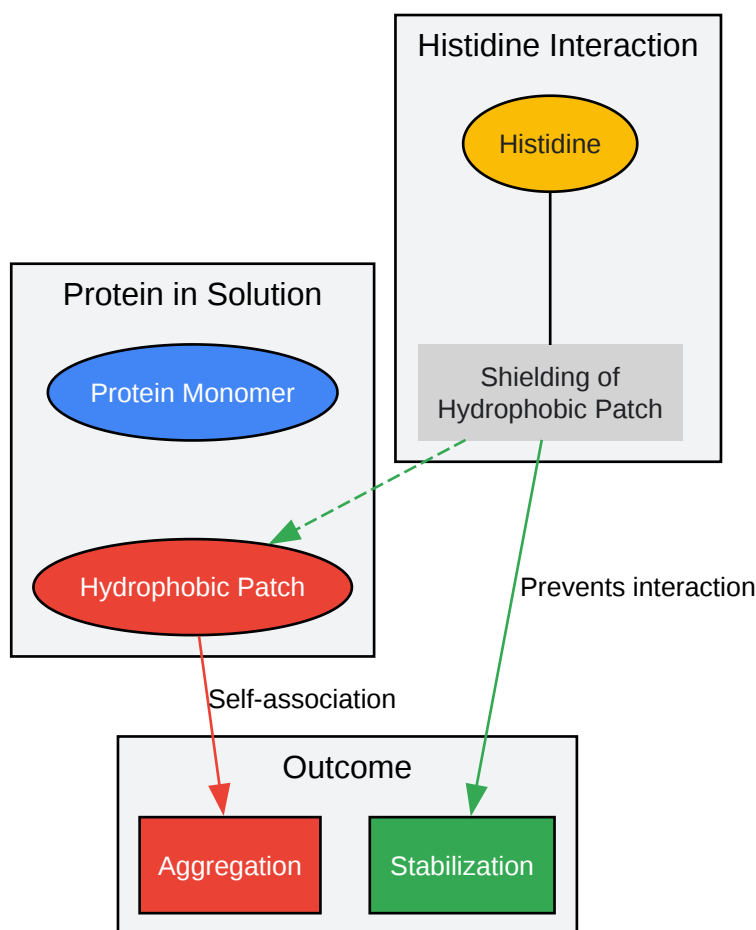 Histidine Interaction
Histidine
Protein in Solution
Protein Monomer
Shielding of
Hydrophobic Patch
Hydrophobic Patch
Prevents interaction
Self-association
Outcome
Aggregation
Stabilization